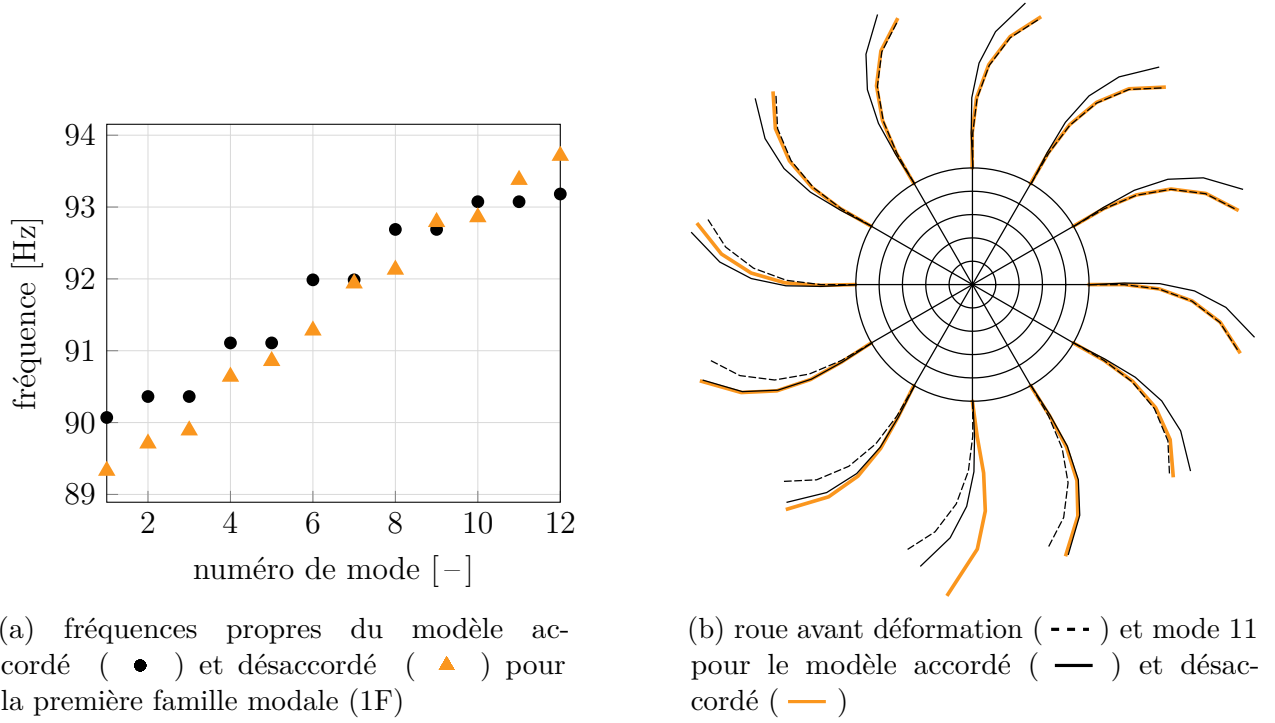 94
93
92
91
90
89
fréquence [Hz]
2 4 6 8 10 12
numéro de mode [–]
(a) fréquences propres du modèle ac-
cordé ( ● ) et désaccordé ( ▲ ) pour
la première famille modale (1F)
(b) roue avant déformation ( --- ) et mode 11
pour le modèle accordé ( — ) et désac-
cordé ( — )